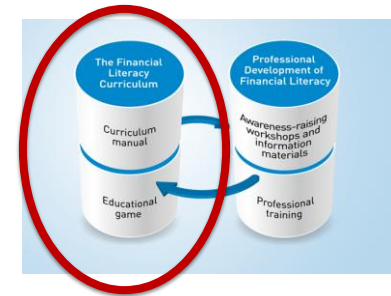 The Financial
Literacy
Curriculum
Curriculum
manual
Educational
game
Professional
Development of
Financial Literacy
Awareness-raising
workshops and
information
materials
Professional
training